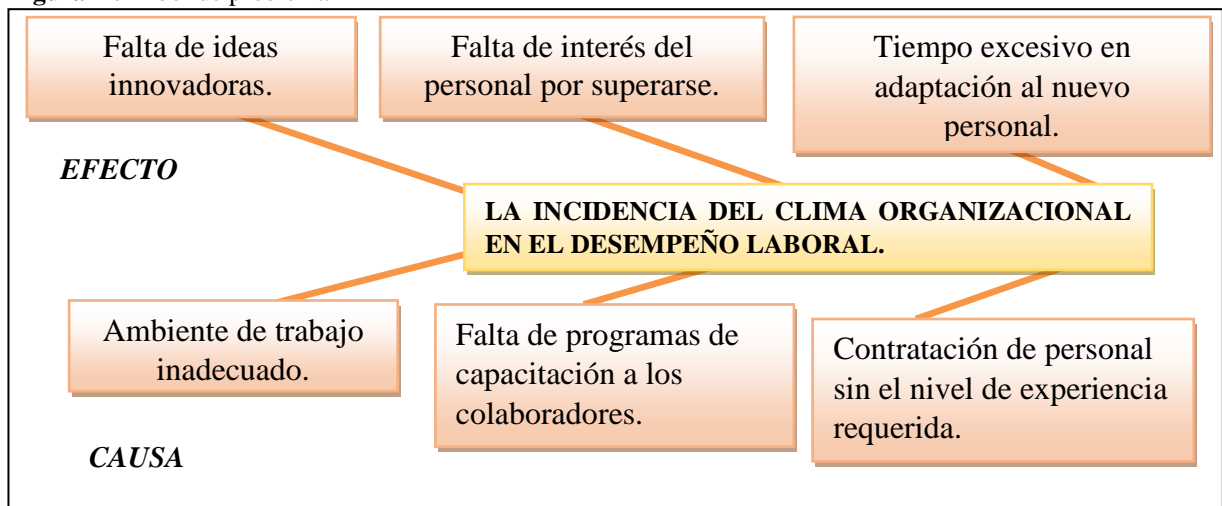 Falta de ideas
innovadoras.
Falta de interés del
personal por superarse.
Tiempo excesivo en
adaptación al nuevo
personal.
EFECTO
LA INCIDENCIA DEL CLIMA ORGANIZACIONAL
EN EL DESEMPEÑO LABORAL.
Ambiente de trabajo
inadecuado.
Falta de programas de
capacitación a los
colaboradores.
Contratación de personal
sin el nivel de experiencia
requerida.
CAUSA